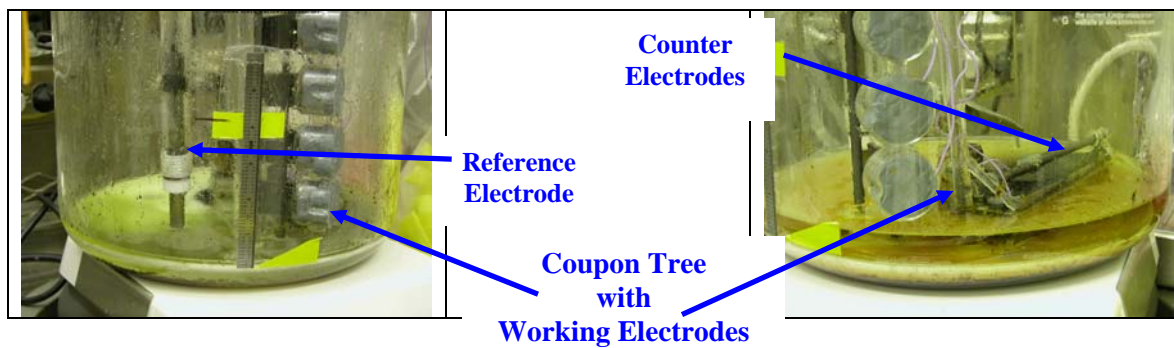 Counter
Electrodes
Reference
Electrode
Coupon Tree
with
Working Electrodes